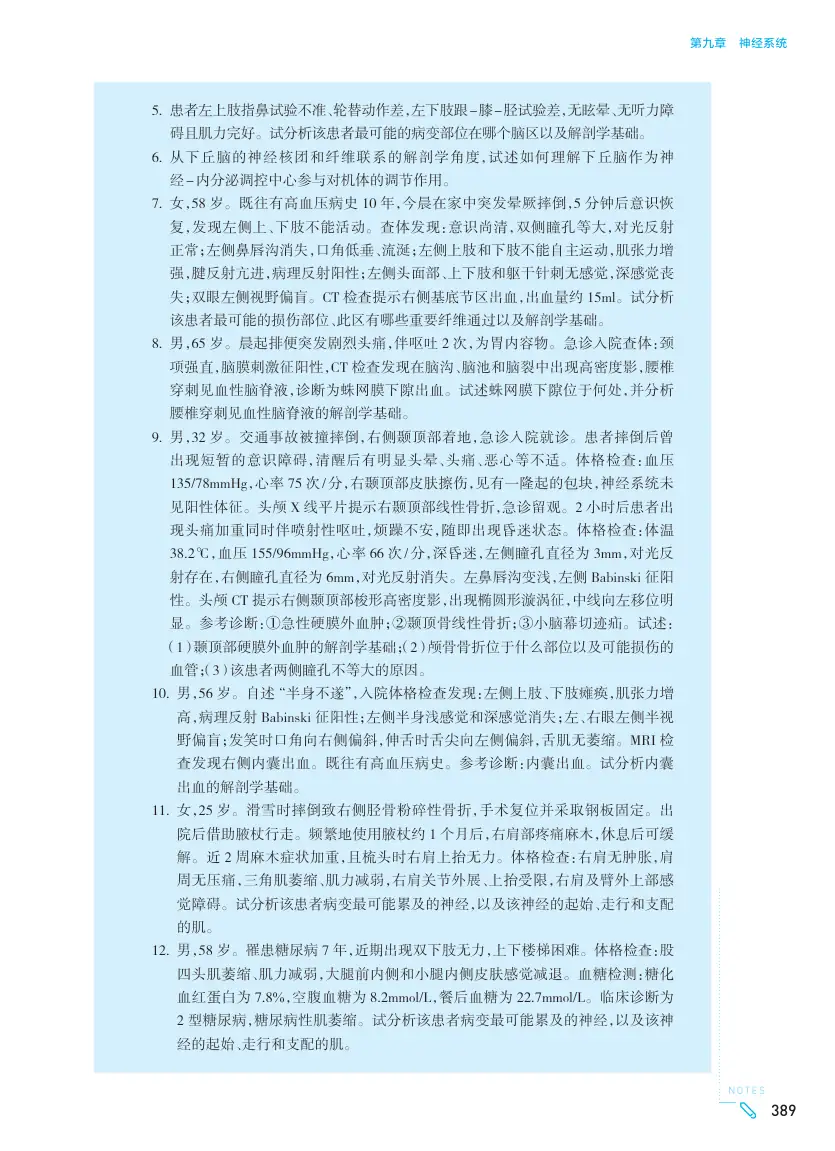 第九章 神经系统
5. 患者左上肢指鼻试验不准、轮替动作差,左下肢跟-膝-胫试验差,无眩晕、无听力障
碍且肌力完好。试分析该患者最可能的病变部位在哪个脑区以及解剖学基础。
6. 从下丘脑的神经核团和纤维联系的解剖学角度,试述如何理解下丘脑作为神
经-内分泌调控中心参与对机体的调节作用。
7. 女,58 岁。既往有高血压病史 10 年,今晨在家中突发晕厥摔倒,5 分钟后意识恢
复,发现左侧上、下肢不能活动。查体发现:意识尚清,双侧瞳孔等大,对光反射
正常;左侧鼻唇沟消失,口角低垂、流涎;左侧上肢和下肢不能自主运动,肌张力增
强,腱反射亢进,病理反射阳性;左侧头面部、上下肢和躯干针刺无感觉,深感觉丧
失;双眼左侧视野偏盲。CT 检查提示右侧基底节区出血,出血量约 15ml。试分析
该患者最可能的损伤部位、此区有哪些重要纤维通过以及解剖学基础。
8. 男,65 岁。晨起排便突发剧烈头痛,伴呕吐 2 次,为胃内容物。急诊入院查体:颈
项强直,脑膜刺激征阳性,CT 检查发现在脑沟、脑池和脑裂中出现高密度影,腰椎
穿刺见血性脑脊液,诊断为蛛网膜下隙出血。试述蛛网膜下隙位于何处,并分析
腰椎穿刺见血性脑脊液的解剖学基础。
9. 男,32 岁。交通事故被撞摔倒,右侧颞顶部着地,急诊入院就诊。患者摔倒后曾
出现短暂的意识障碍,清醒后有明显头晕、头痛、恶心等不适。体格检查:血压
135/78mmHg,心率 75 次/分,右颞顶部皮肤擦伤,见有一隆起的包块,神经系统未
见阳性体征。头颅 X 线平片提示右颞顶部线性骨折,急诊留观。2 小时后患者出
现头痛加重同时伴喷射性呕吐,烦躁不安,随即出现昏迷状态。体格检查:体温
38.2℃,血压 155/96mmHg,心率 66 次/分,深昏迷,左侧瞳孔直径为 3mm,对光反
射存在,右侧瞳孔直径为 6mm,对光反射消失。左鼻唇沟变浅,左侧 Babinski 征阳
性。头颅 CT 提示右侧颞顶部梭形高密度影,出现椭圆形漩涡征,中线向左移位明
显。参考诊断:①急性硬膜外血肿;②颞顶骨线性骨折;③小脑幕切迹疝。试述:
(1)颞顶部硬膜外血肿的解剖学基础;(2)颅骨骨折位于什么部位以及可能损伤的
血管;(3)该患者两侧瞳孔不等大的原因。
10. 男,56 岁。自述“半身不遂”,入院体格检查发现:左侧上肢、下肢瘫痪,肌张力增
高,病理反射 Babinski 征阳性;左侧半身浅感觉和深感觉消失;左、右眼左侧半视
野偏盲;发笑时口角向右侧偏斜,伸舌时舌尖向左侧偏斜,舌肌无萎缩。MRI 检
查发现右侧内囊出血。既往有高血压病史。参考诊断:内囊出血。试分析内囊
出血的解剖学基础。
11. 女,25 岁。滑雪时摔倒致右侧胫骨粉碎性骨折,手术复位并采取钢板固定。出
院后借助腋杖行走。频繁地使用腋杖约 1 个月后,右肩部疼痛麻木,休息后可缓
解。近 2 周麻木症状加重,且梳头时右肩上抬无力。体格检查:右肩无肿胀,肩
周无压痛,三角肌萎缩、肌力减弱,右肩关节外展、上抬受限,右肩及臂外上部感
觉障碍。试分析该患者病变最可能累及的神经,以及该神经的起始、走行和支配
的肌。
12. 男,58 岁。罹患糖尿病 7 年,近期出现双下肢无力,上下楼梯困难。体格检查:股
四头肌萎缩、肌力减弱,大腿前内侧和小腿内侧皮肤感觉减退。血糖检测:糖化
血红蛋白为 7.8%,空腹血糖为 8.2mmol/L,餐后血糖为 22.7mmol/L。临床诊断为
2 型糖尿病,糖尿病性肌萎缩。试分析该患者病变最可能累及的神经,以及该神
经的起始、走行和支配的肌。
NOTES
389